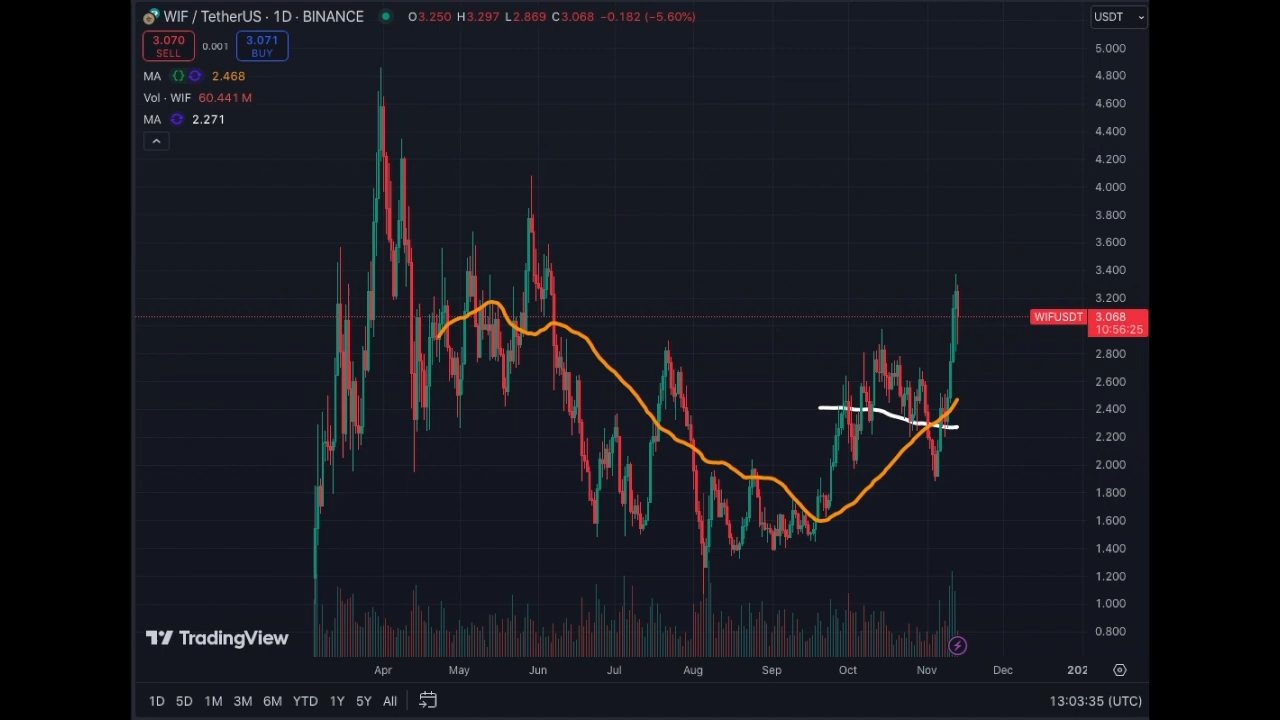 WIF / TetherUS · 1D · BINANCE O3.250 H3.297 L2.869 C3.068 −0.182 (−5.60%)
USDT
3.070 SELL
0.001
3.071 BUY
MA 2.468
Vol · WIF 60.441 M
MA 2.271
5.000
4.800
4.600
4.400
4.200
4.000
3.800
3.600
3.400
3.200
WIFUSDT 3.068
10:56:25
2.800
2.600
2.400
2.200
2.000
1.800
1.600
1.400
1.200
1.000
0.800
TradingView
Apr May Jun Jul Aug Sep Oct Nov Dec 202
1D 5D 1M 3M 6M YTD 1Y 5Y All
13:03:35 (UTC)